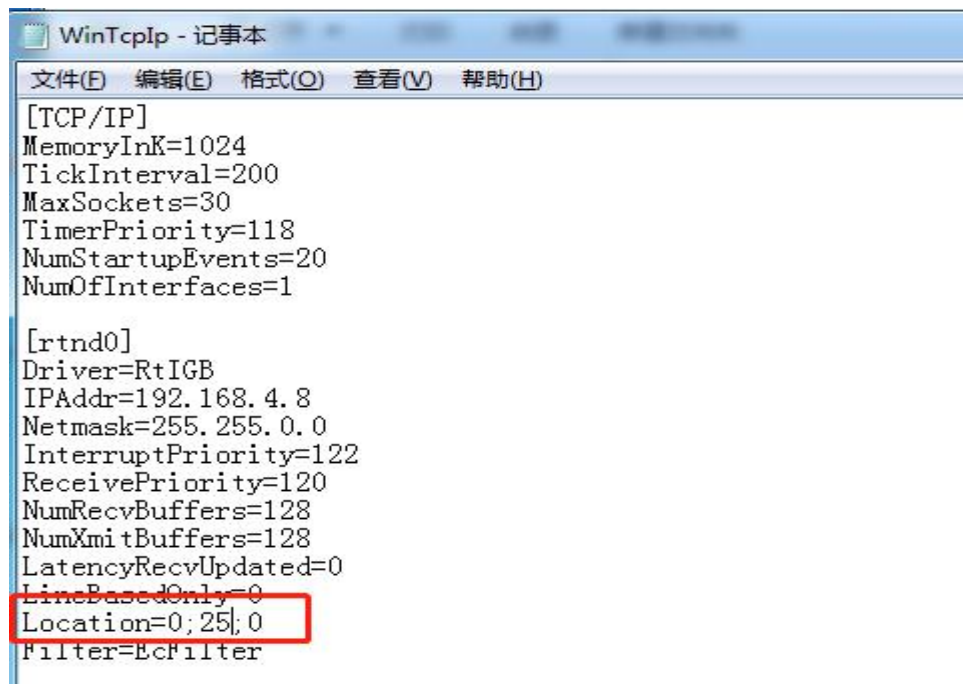 WinTcpIp - 记事本
文件(F) 编辑(E) 格式(O) 查看(V) 帮助(H)
[TCP/IP]
MemoryInK=1024
TickInterval=200
MaxSockets=30
TimerPriority=118
NumStartupEvents=20
NumOfInterfaces=1
[rtnd0]
Driver=RtIGB
IPAddr=192.168.4.8
Netmask=255.255.0.0
InterruptPriority=122
ReceivePriority=120
NumRecvBuffers=128
NumXmitBuffers=128
LatencyRecvUpdated=0
LineBasedOnly=0
Location=0;25;0
Filter=EcFilter